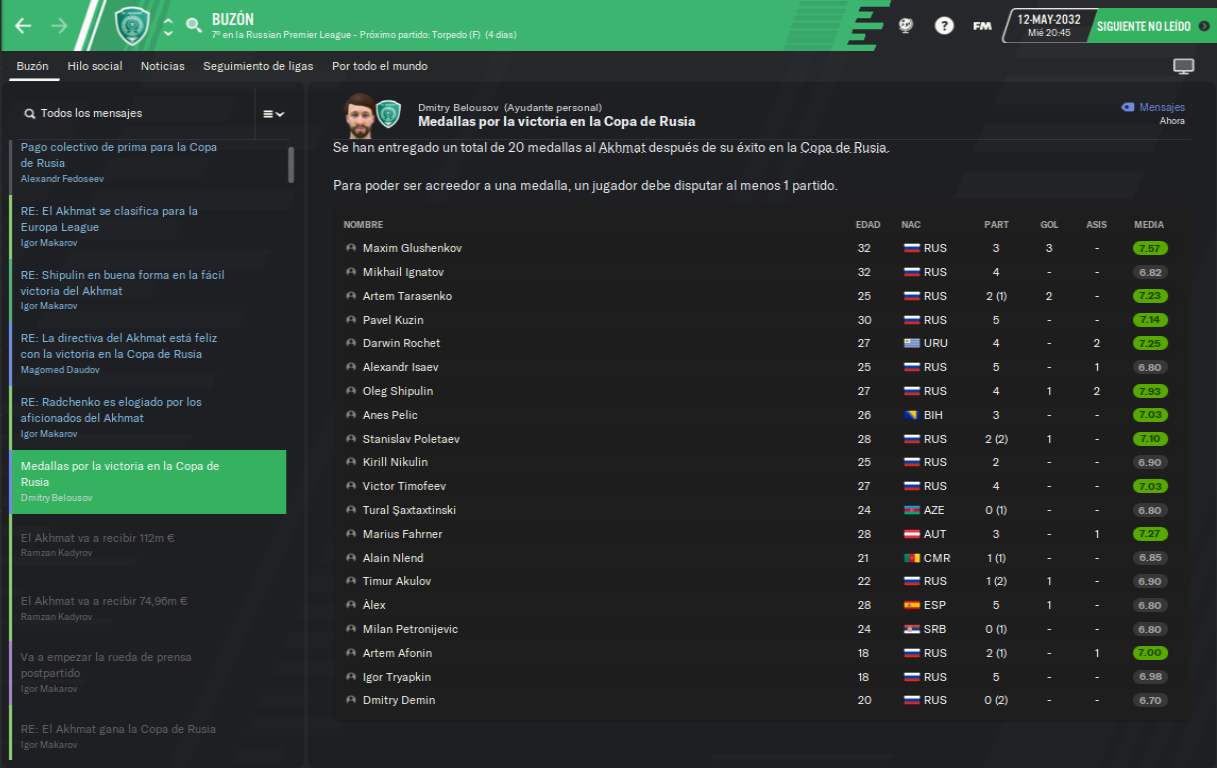 BUZÓN
7º en la Russian Premier League - Próximo partido: Torpedo (F) (4 días)
?
FM
12-MAY-2032
Mié 20:45
SIGUIENTE NO LEÍDO
Buzón Hilo social Noticias Seguimiento de ligas Por todo el mundo
Todos los mensajes
Pago colectivo de prima para la Copa
de Rusia
Alexandr Fedoseev
RE: El Akhmat se clasifica para la
Europa League
Igor Makarov
RE: Shipulin en buena forma en la fácil
victoria del Akhmat
Igor Makarov
RE: La directiva del Akhmat está feliz
con la victoria en la Copa de Rusia
Magomed Daudov
RE: Radchenko es elogiado por los
aficionados del Akhmat
Igor Makarov
Medallas por la victoria en la Copa de
Rusia
Dmitry Belousov
El Akhmat va a recibir 112m €
Ramzan Kadyrov
El Akhmat va a recibir 74,96m €
Ramzan Kadyrov
Va a empezar la rueda de prensa
postpartido
Igor Makarov
RE: El Akhmat gana la Copa de Rusia
Igor Makarov
Dmitry Belousov (Ayudante personal)
Medallas por la victoria en la Copa de Rusia
Mensajes
Ahora
Se han entregado un total de 20 medallas al Akhmat después de su éxito en la Copa de Rusia.
Para poder ser acreedor a una medalla, un jugador debe disputar al menos 1 partido.
NOMBRE EDAD NAC PART GOL ASIS MEDIA
Maxim Glushenkov 32 RUS 3 3 - 7.57
Mikhail Ignatov 32 RUS 4 - - 6.82
Artem Tarasenko 25 RUS 2 (1) 2 - 7.23
Pavel Kuzin 30 RUS 5 - - 7.14
Darwin Rochet 27 URU 4 - 2 7.25
Alexandr Isaev 25 RUS 5 - 1 6.80
Oleg Shipulin 27 RUS 4 1 2 7.93
Anes Pelic 26 BIH 3 - - 7.03
Stanislav Poletaev 28 RUS 2 (2) 1 - 7.10
Kirill Nikulin 25 RUS 2 - - 6.90
Victor Timofeev 27 RUS 4 - - 7.03
Tural Şaxtaxtinski 24 AZE 0 (1) - - 6.80
Marius Fahrner 28 AUT 3 - 1 7.27
Alain Nlend 21 CMR 1 (1) - - 6.85
Timur Akulov 22 RUS 1 (2) 1 - 6.90
Àlex 28 ESP 5 1 - 6.80
Milan Petronijevic 24 SRB 0 (1) - - 6.80
Artem Afonin 18 RUS 2 (1) - 1 7.00
Igor Tryapkin 18 RUS 5 - - 6.98
Dmitry Demin 20 RUS 0 (2) - - 6.70